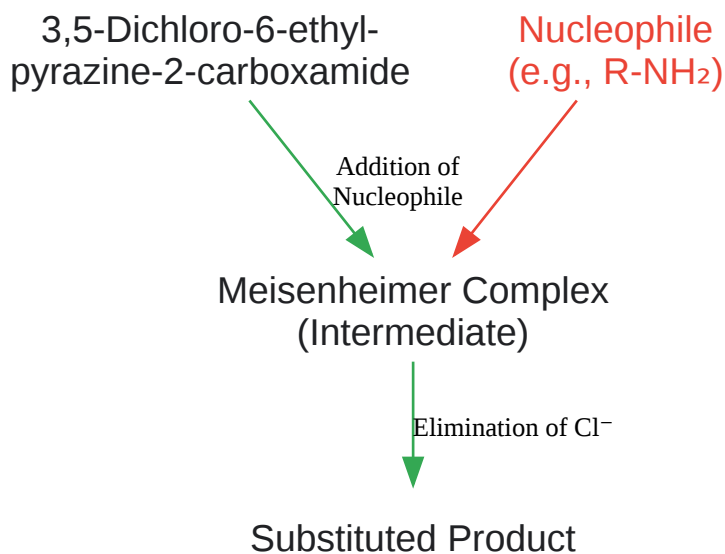 3,5-Dichloro-6-ethyl-
pyrazine-2-carboxamide
Nucleophile
(e.g., R-NH₂)
Addition of
Nucleophile
Meisenheimer Complex
(Intermediate)
Elimination of Cl⁻
Substituted Product